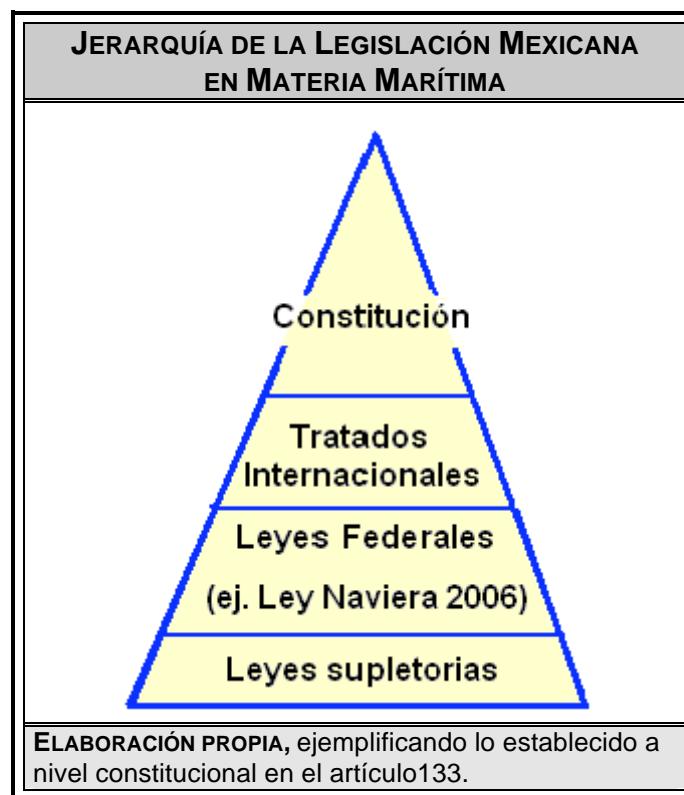 JERARQUÍA DE LA LEGISLACIÓN MEXICANA
EN MATERIA MARÍTIMA
Constitución
Tratados
Internacionales
Leyes Federales
(ej. Ley Naviera 2006)
Leyes supletorias
ELABORACIÓN PROPIA, ejemplificando lo establecido a
nivel constitucional en el artículo133.